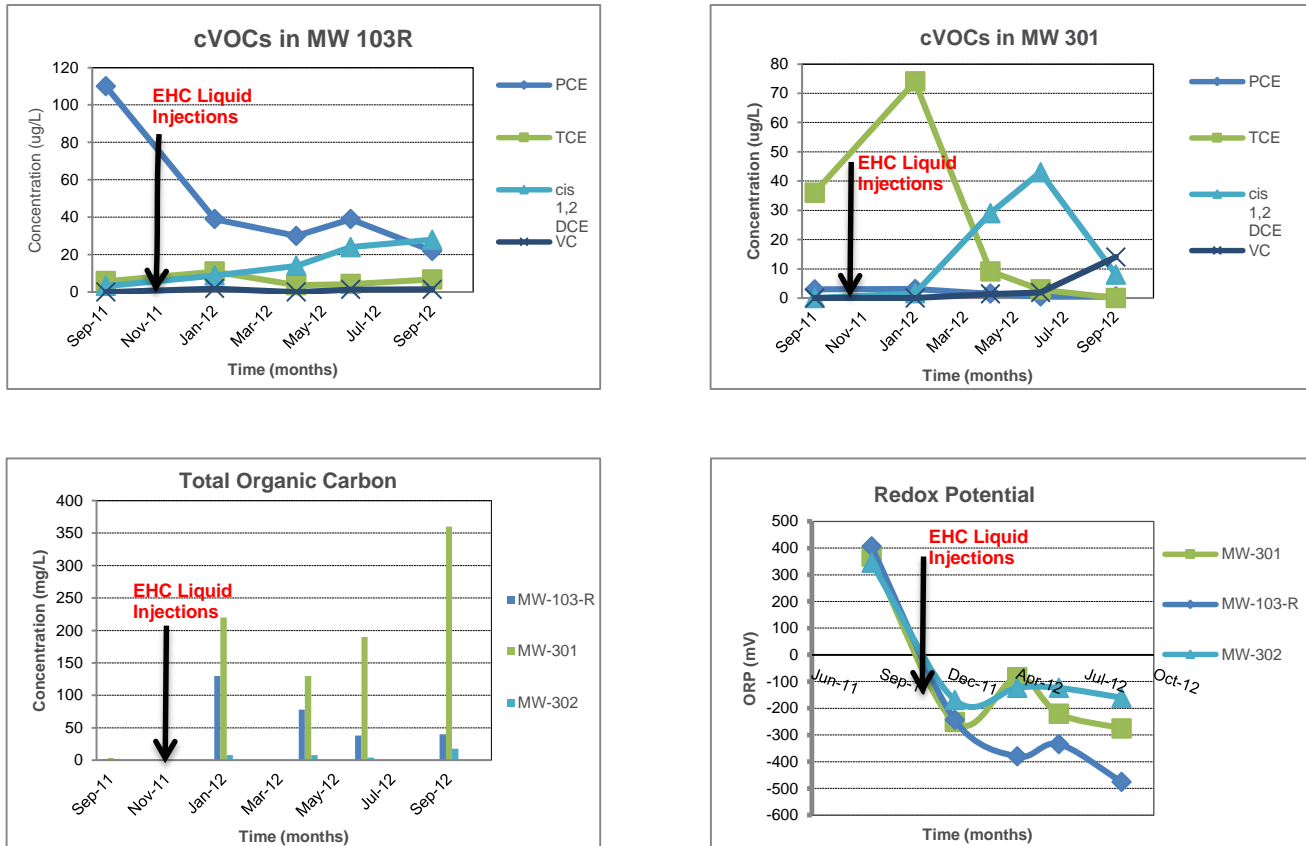 cVOCs in MW 103R
Concentration (ug/L)
120
100
80
60
40
20
0
EHC Liquid
Injections
Sep-11
Nov-11
Jan-12
Mar-12
May-12
Jul-12
Sep-12
Time (months)
PCE
TCE
cis
1,2
DCE
VC
cVOCs in MW 301
Concentration (ug/L)
80
70
60
50
40
30
20
10
0
EHC Liquid
Injections
Sep-11
Nov-11
Jan-12
Mar-12
May-12
Jul-12
Sep-12
Time (months)
PCE
TCE
cis
1,2
DCE
VC
Total Organic Carbon
Concentration (mg/L)
400
350
300
250
200
150
100
50
0
EHC Liquid
Injections
Sep-11
Nov-11
Jan-12
Mar-12
May-12
Jul-12
Sep-12
Time (months)
MW-103-R
MW-301
MW-302
Redox Potential
ORP (mV)
500
400
300
200
100
0
-100
-200
-300
-400
-500
-600
EHC Liquid
Injections
Jun-11
Dec-11
Apr-12
Jul-12
Oct-12
Time (months)
MW-301
MW-103-R
MW-302